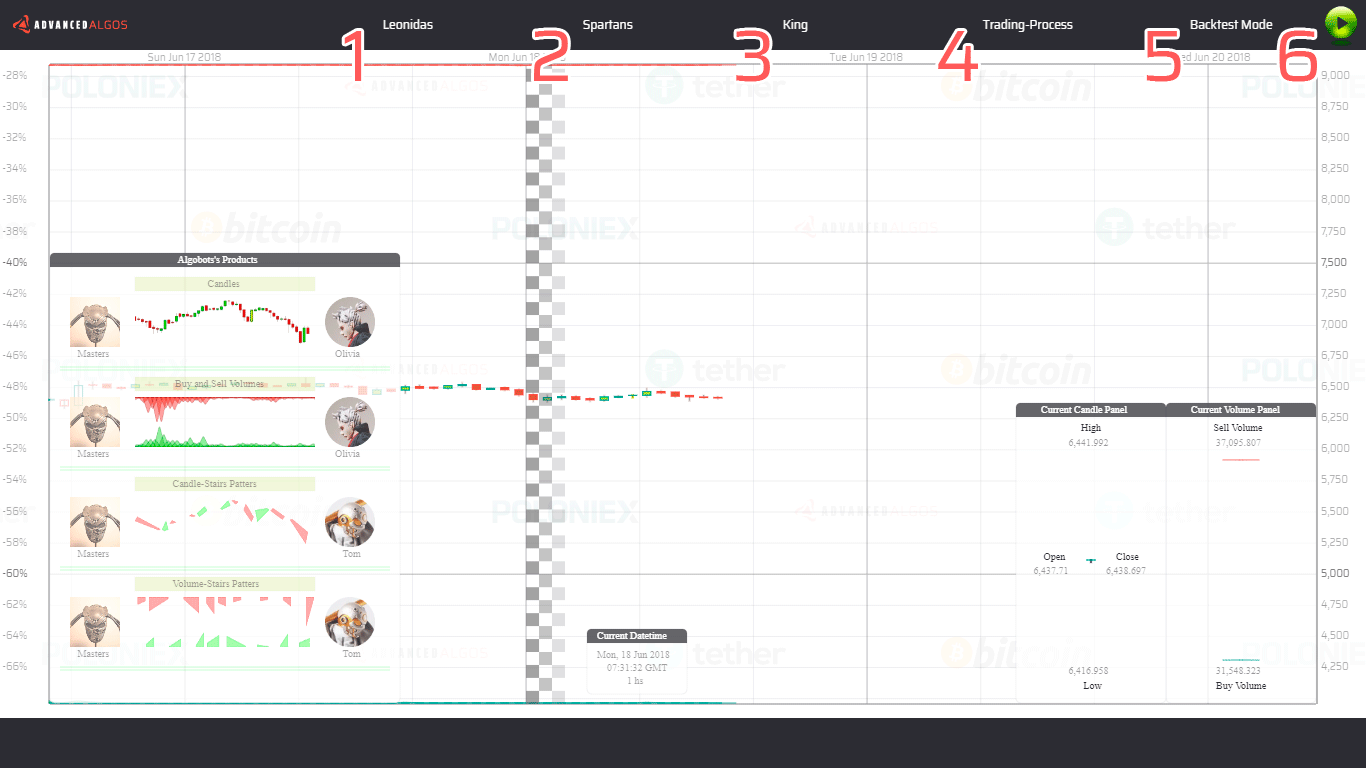 ADVANCEDALGOS
Leonidas
Spartans
King
Trading-Process
Backtest Mode
1
2
3
4
5
6
Sun Jun 17 2018
Tue Jun 19 2018
Jun 20 2018
-28%
-30%
-32%
-34%
-36%
-38%
-40%
-42%
-44%
-46%
-48%
-50%
-52%
-54%
-56%
-58%
-60%
-62%
-64%
-66%
9,000
8,750
8,500
8,250
8,000
7,750
7,500
7,250
7,000
6,750
6,500
6,250
6,000
5,750
5,500
5,250
5,000
4,750
4,500
4,250
POLONIEX
ADVANCEDALGOS
tether
bitcoin
bitcoin
POLONIEX
ADVANCEDALGOS
tether
tether
bitcoin
POLONIEX
POLONIEX
ADVANCEDALGOS
tether
ADVANCEDALGOS
tether
bitcoin
Algobots's Products
Candles
Masters
Olivia
Buy and Sell Volumes
Masters
Olivia
Candle-Stairs Patters
Masters
Tom
Volume-Stairs Patters
Masters
Tom
Current Datetime
Mon, 18 Jun 2018
07:31:32 GMT
1 hs
Current Candle Panel
High
6,441.992
Open
Close
6,437.71
6,438.697
6,416.958
Low
Current Volume Panel
Sell Volume
37,095.807
31,548.323
Buy Volume